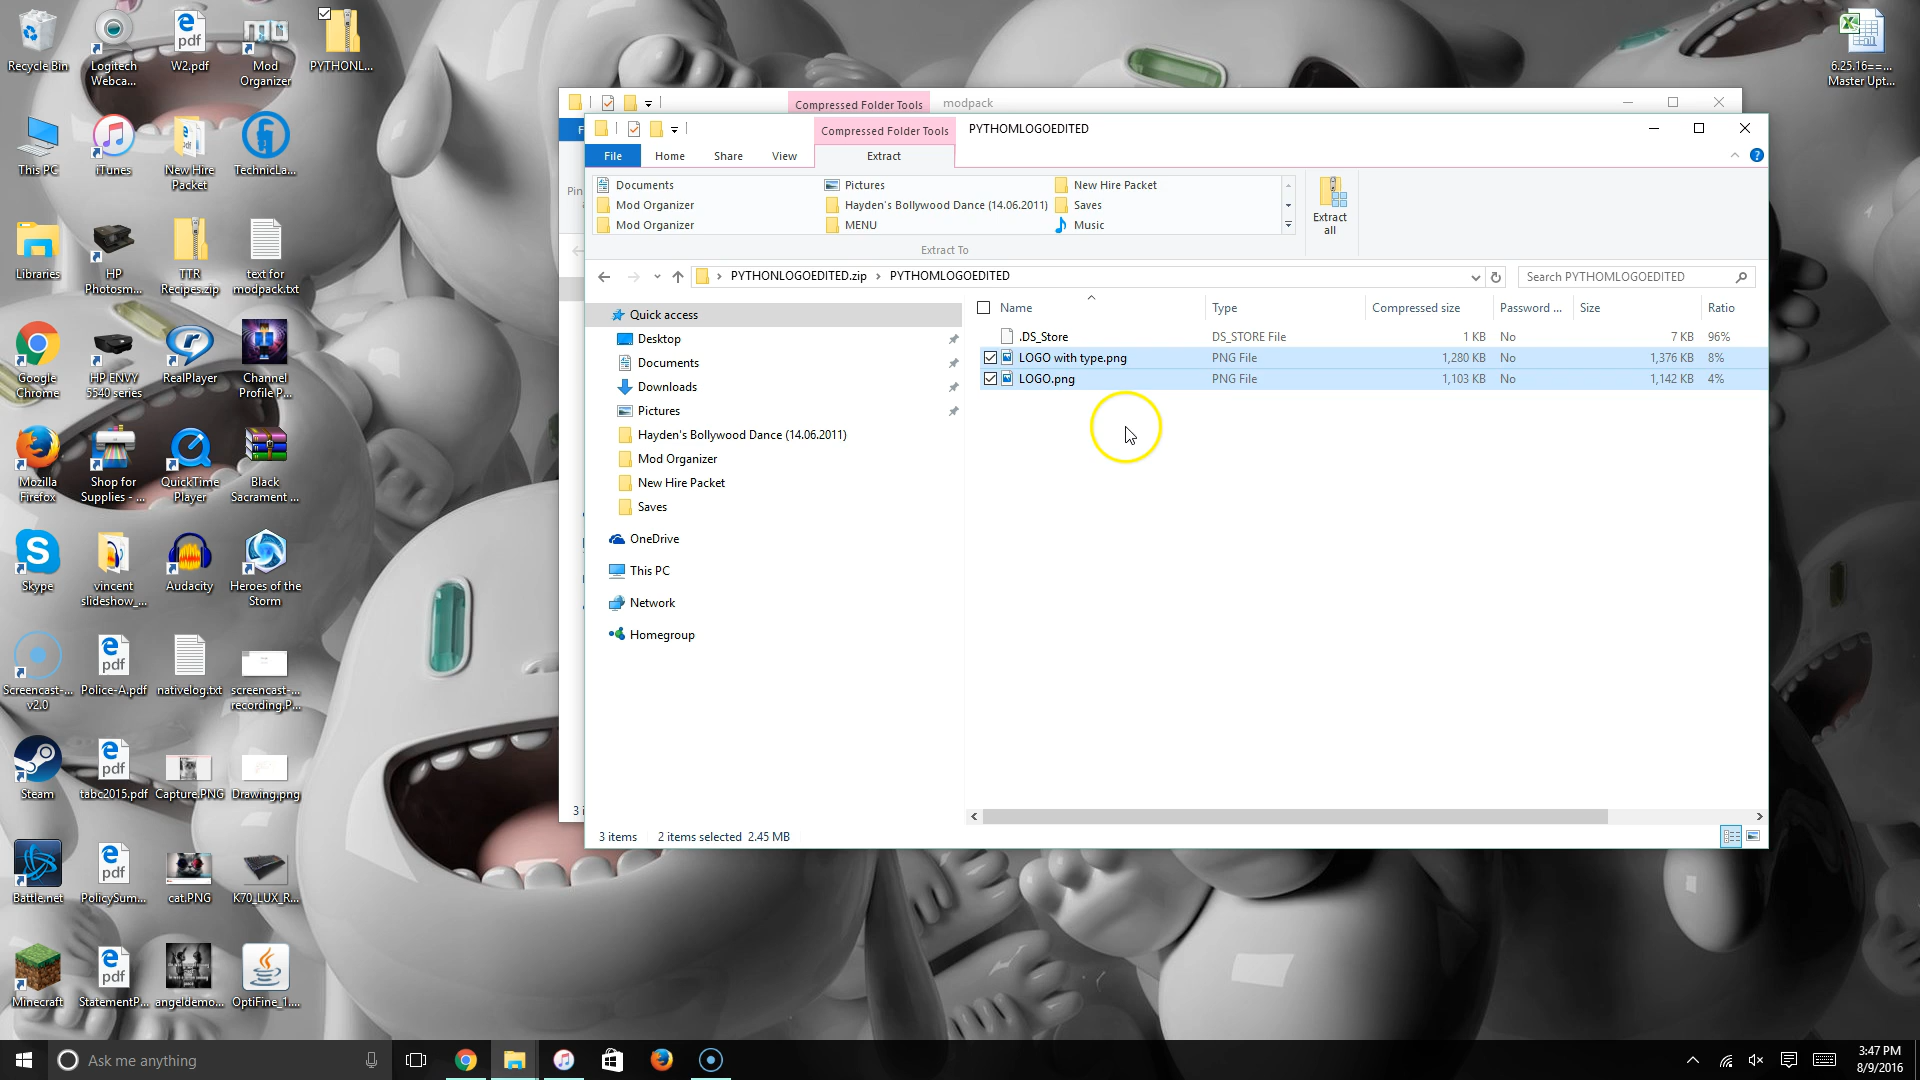 Recycle Bin
Logitech
Webca...
pdf
W2.pdf
Mod
Organizer
PYTHONL...
6.25.16==...
Master Upt...
This PC
iTunes
New Hire
Packet
TechnicLa...
Libraries
HP
Photosm...
TTR
Recipes.zip
text for
modpack.txt
Google
Chrome
HP ENVY
5540 series
RealPlayer
Channel
Profile P...
Mozilla
Firefox
Shop for
Supplies - ...
QuickTime
Player
Black
Sacrament ...
Skype
vincent
slideshow_...
Audacity
Heroes of the
Storm
Screencast-...
v2.0
pdf
Police-A.pdf
nativelog.txt
screencast-...
recording.P...
Steam
pdf
tabc2015.pdf
Capture.PNG
Drawing.png
Battle.net
pdf
PolicySum...
cat.PNG
K70_LUX_R...
Minecraft
pdf
StatementP...
angeldemo...
OptiFine_1....
Compressed Folder Tools
modpack
F
Pin
3 i
Compressed Folder Tools
PYTHOMLOGOEDITED
File
Home
Share
View
Extract
Documents
Pictures
New Hire Packet
Mod Organizer
Hayden's Bollywood Dance (14.06.2011)
Saves
Mod Organizer
MENU
Music
Extract
all
Extract To
PYTHONLOGOEDITED.zip
PYTHOMLOGOEDITED
Search PYTHOMLOGOEDITED
Quick access
Desktop
Documents
Downloads
Pictures
Hayden's Bollywood Dance (14.06.2011)
Mod Organizer
New Hire Packet
Saves
OneDrive
This PC
Network
Homegroup
Name Type Compressed size Password ... Size Ratio
.DS_Store DS_STORE File 1 KB No 7 KB 96%
LOGO with type.png PNG File 1,280 KB No 1,376 KB 8%
LOGO.png PNG File 1,103 KB No 1,142 KB 4%
3 items 2 items selected 2.45 MB
Ask me anything
3:47 PM
8/9/2016